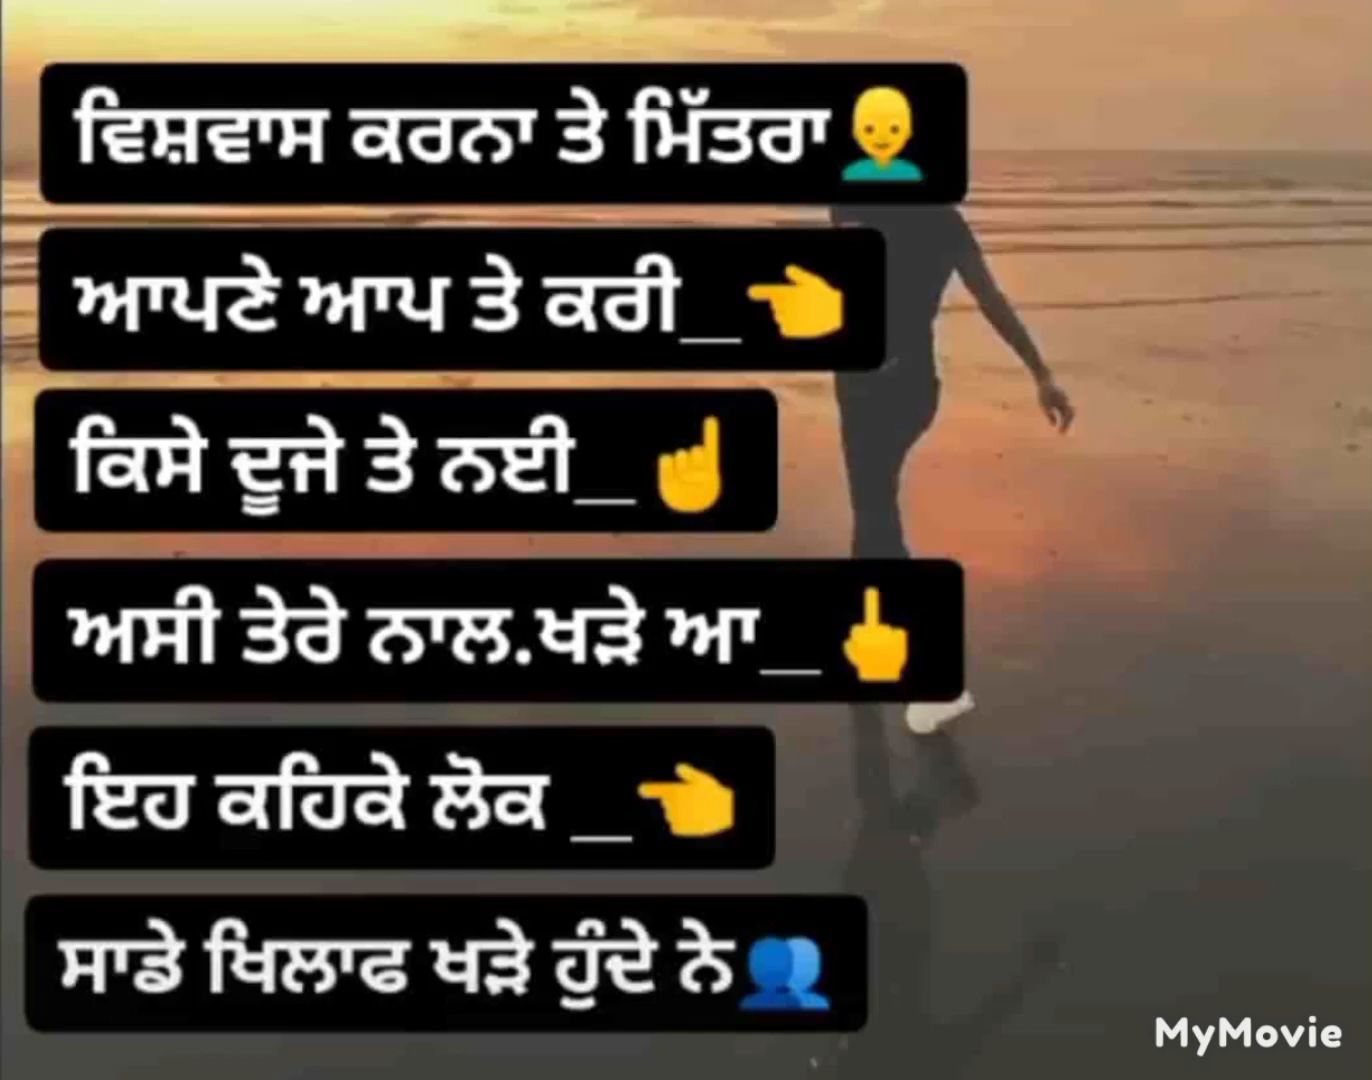 ਵਿਸ਼ਵਾਸ ਕਰਨਾ ਤੇ ਮਿੱਤਰਾ👨‍🦲
ਆਪਣੇ ਆਪ ਤੇ ਕਰੀ_👈
ਕਿਸੇ ਦੂਜੇ ਤੇ ਨਈ_☝️
ਅਸੀ ਤੇਰੇ ਨਾਲ.ਖੜੇ ਆ_🖕
ਇਹ ਕਹਿਕੇ ਲੋਕ _👈
ਸਾਡੇ ਖਿਲਾਫ ਖੜੇ ਹੁੰਦੇ ਨੇ👥
MyMovie